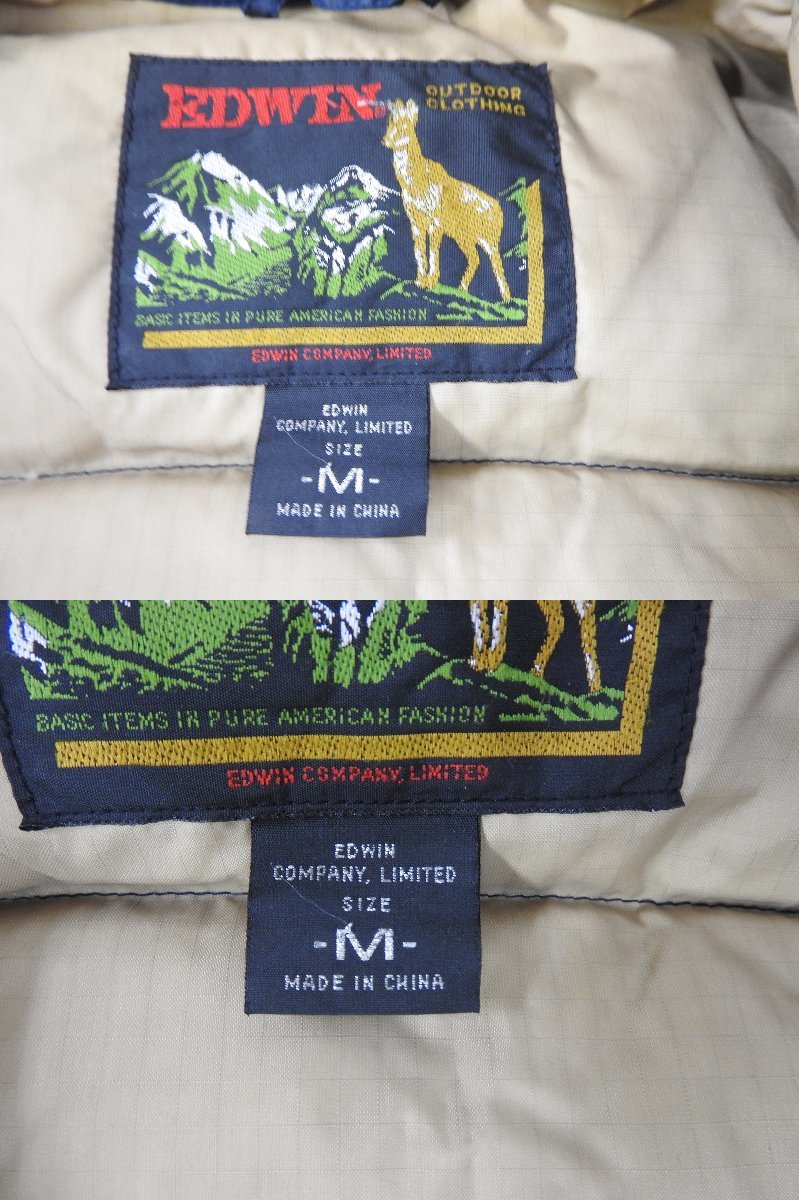 EDWIN
OUTDOOR
CLOTHING
BASIC ITEMS IN PURE AMERICAN FASHION
EDWIN COMPANY, LIMITED
EDWIN
COMPANY, LIMITED
SIZE
-M-
MADE IN CHINA
BASIC ITEMS IN PURE AMERICAN FASHION
EDWIN COMPANY, LIMITED
EDWIN
COMPANY, LIMITED
SIZE
-M-
MADE IN CHINA